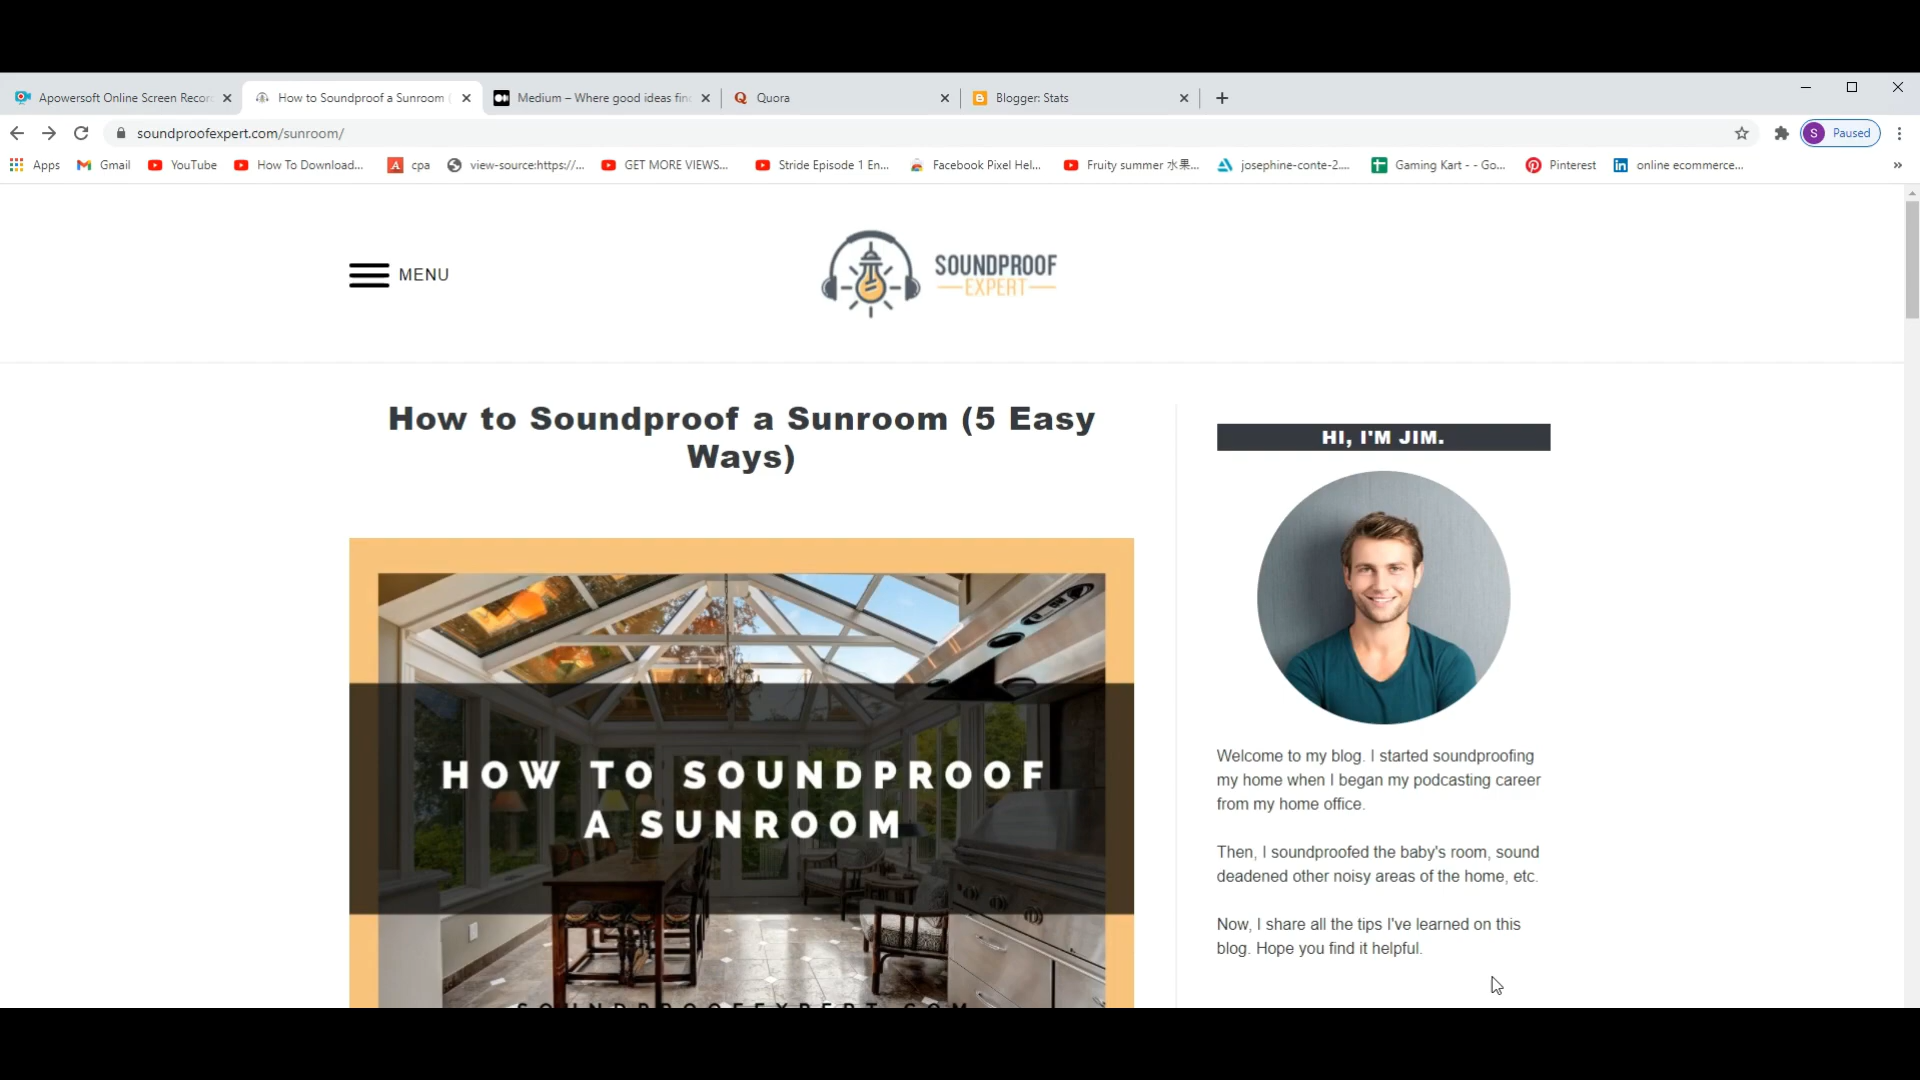 Apowersoft Online Screen Recor
How to Soundproof a Sunroom (
Medium – Where good ideas fin
Quora
Blogger: Stats
soundproofexpert.com/sunroom/
S Paused
Apps
Gmail
YouTube
How To Download...
cpa
view-source:https://...
GET MORE VIEWS...
Stride Episode 1 En...
Facebook Pixel Hel...
Fruity summer 水果...
josephine-conte-2....
Gaming Kart - - Go...
Pinterest
online ecommerce...
»
MENU
SOUNDPROOF
EXPERT
How to Soundproof a Sunroom (5 Easy
Ways)
HOW TO SOUNDPROOF
A SUNROOM
SOUNDPROOFEXPERT.COM
HI, I'M JIM.
Welcome to my blog. I started soundproofing
my home when I began my podcasting career
from my home office.
Then, I soundproofed the baby's room, sound
deadened other noisy areas of the home, etc.
Now, I share all the tips I've learned on this
blog. Hope you find it helpful.